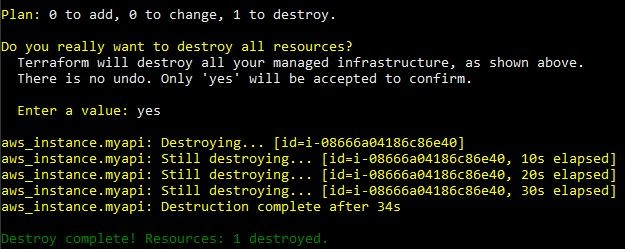 Plan: 0 to add, 0 to change, 1 to destroy.
Do you really want to destroy all resources?
Terraform will destroy all your managed infrastructure, as shown above.
There is no undo. Only 'yes' will be accepted to confirm.
Enter a value: yes
aws_instance.myapi: Destroying... [id=i-08666a04186c86e40]
aws_instance.myapi: Still destroying... [id=i-08666a04186c86e40, 10s elapsed]
aws_instance.myapi: Still destroying... [id=i-08666a04186c86e40, 20s elapsed]
aws_instance.myapi: Still destroying... [id=i-08666a04186c86e40, 30s elapsed]
aws_instance.myapi: Destruction complete after 34s
Destroy complete! Resources: 1 destroyed.